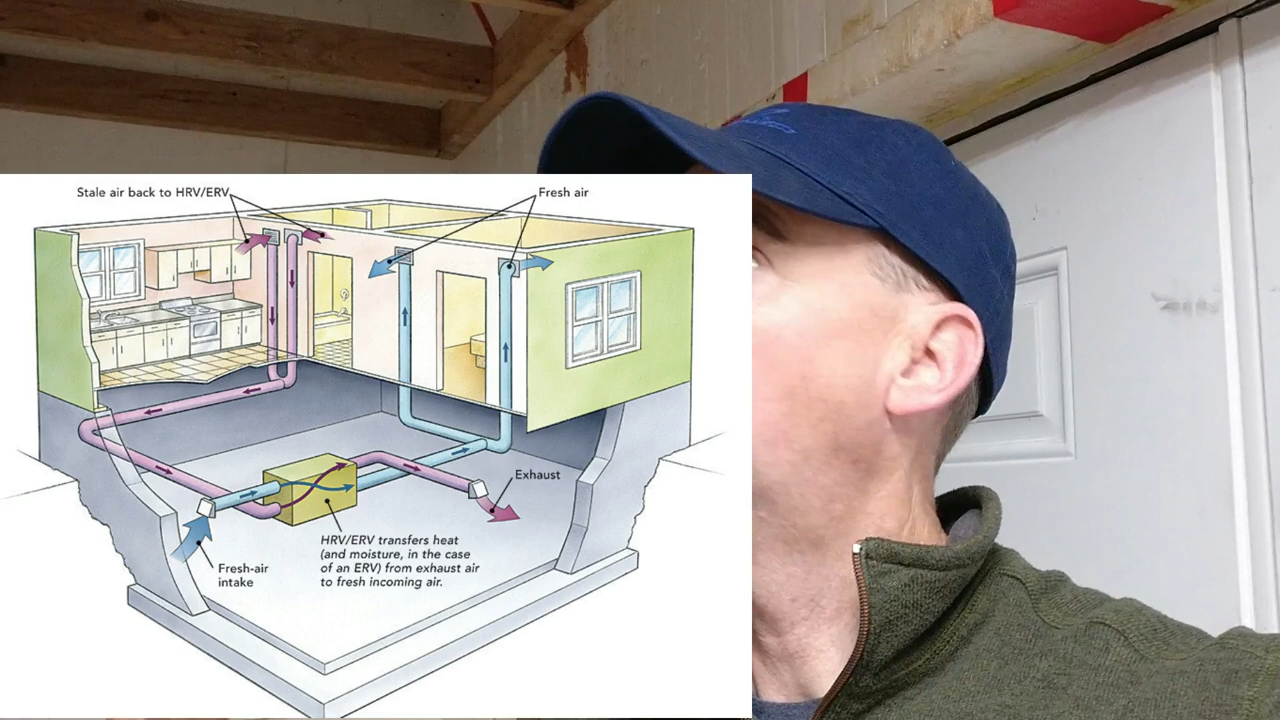 Stale air back to HRV/ERV
Fresh air
Exhaust
HRV/ERV transfers heat
(and moisture, in the case
of an ERV) from exhaust air
to fresh incoming air.
Fresh-air
intake